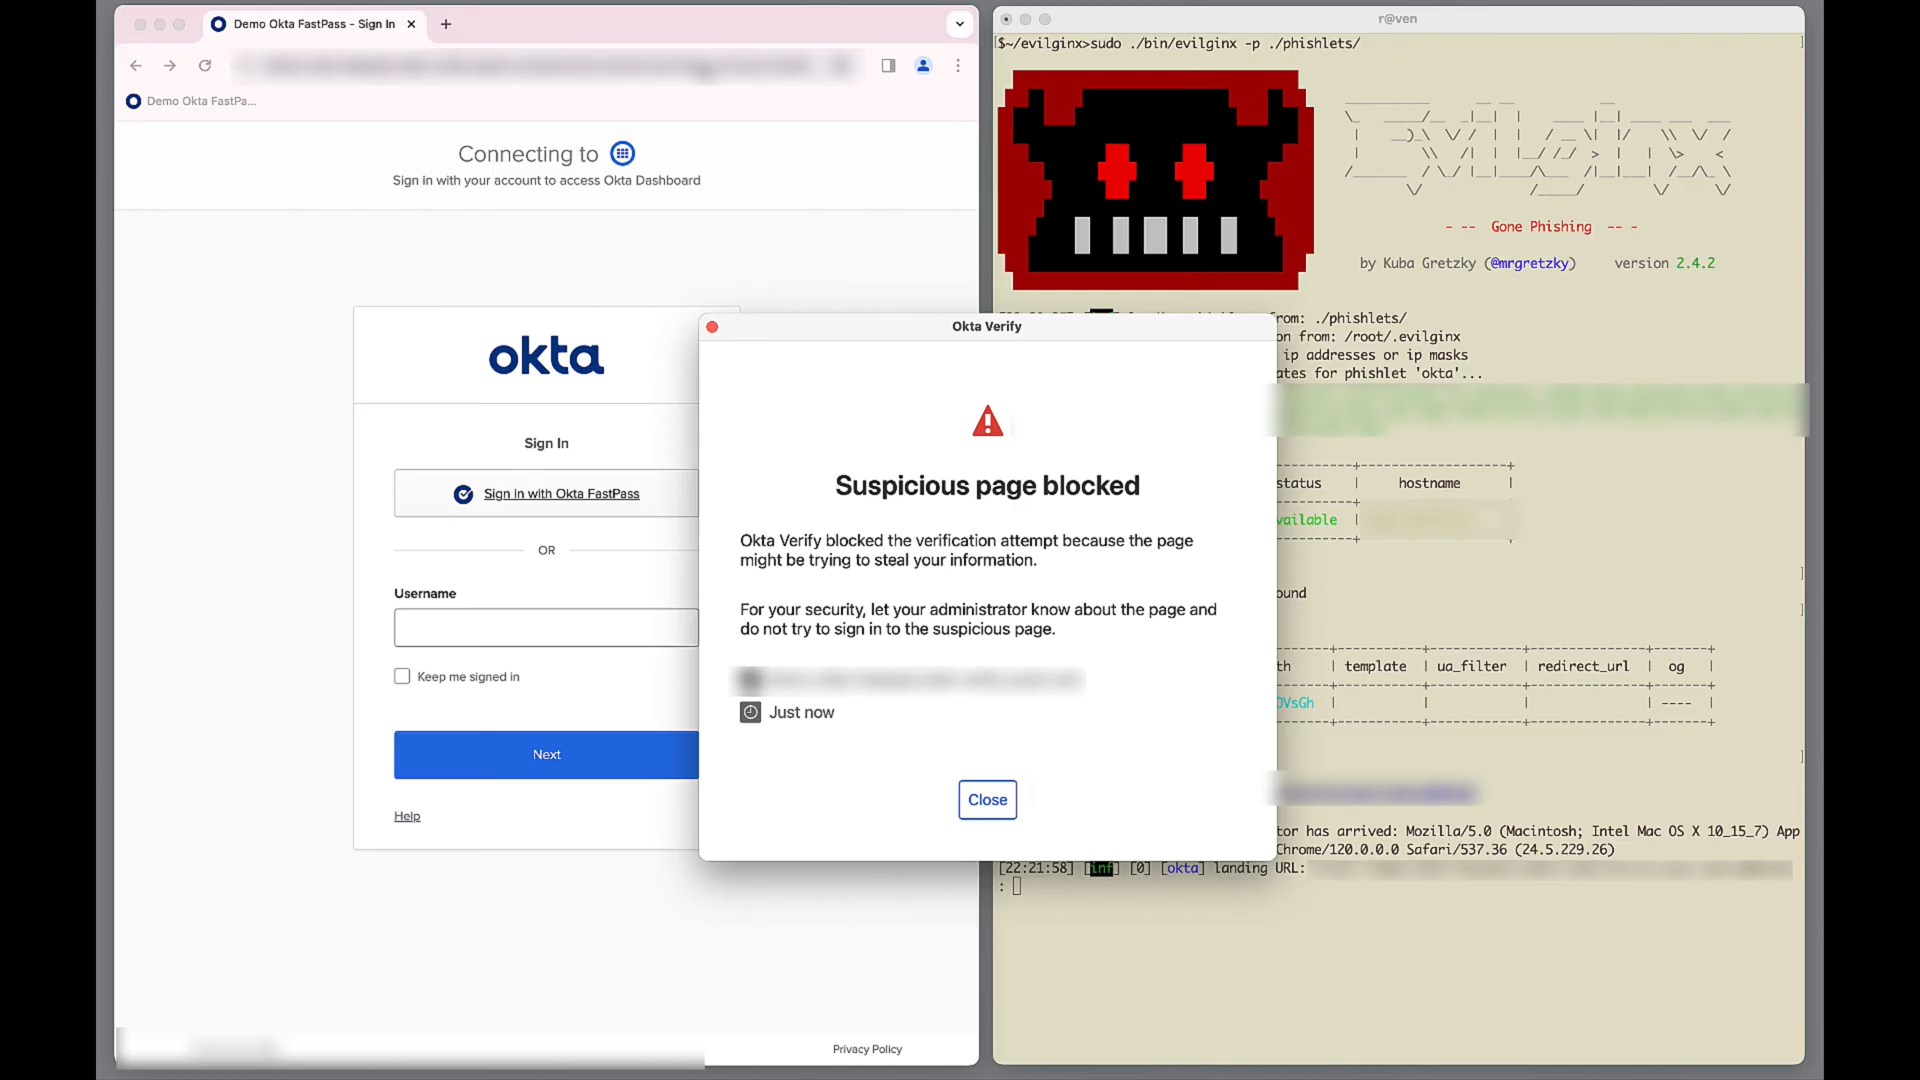 Demo Okta FastPass - Sign In
Demo Okta FastPa...
Connecting to
Sign in with your account to access Okta Dashboard
okta
Sign In
Sign in with Okta FastPass
OR
Username
Keep me signed in
Next
Help
Privacy Policy
Okta Verify
Suspicious page blocked
Okta Verify blocked the verification attempt because the page
might be trying to steal your information.
For your security, let your administrator know about the page and
do not try to sign in to the suspicious page.
Just now
Close
r@ven
[$~/evilginx>sudo ./bin/evilginx -p ./phishlets/ ]
- -- Gone Phishing -- -
by Kuba Gretzky (@mrgretzky) version 2.4.2
from: ./phishlets/
on from: /root/.evilginx
ip addresses or ip masks
ates for phishlet 'okta'...
status | hostname |
vailable |
ound
th | template | ua_filter | redirect_url | og |
OVsGh | | | | ---- |
tor has arrived: Mozilla/5.0 (Macintosh; Intel Mac OS X 10_15_7) App
Chrome/120.0.0.0 Safari/537.36 (24.5.229.26)
[22:21:58] [inf] [0] [okta] landing URL:
: